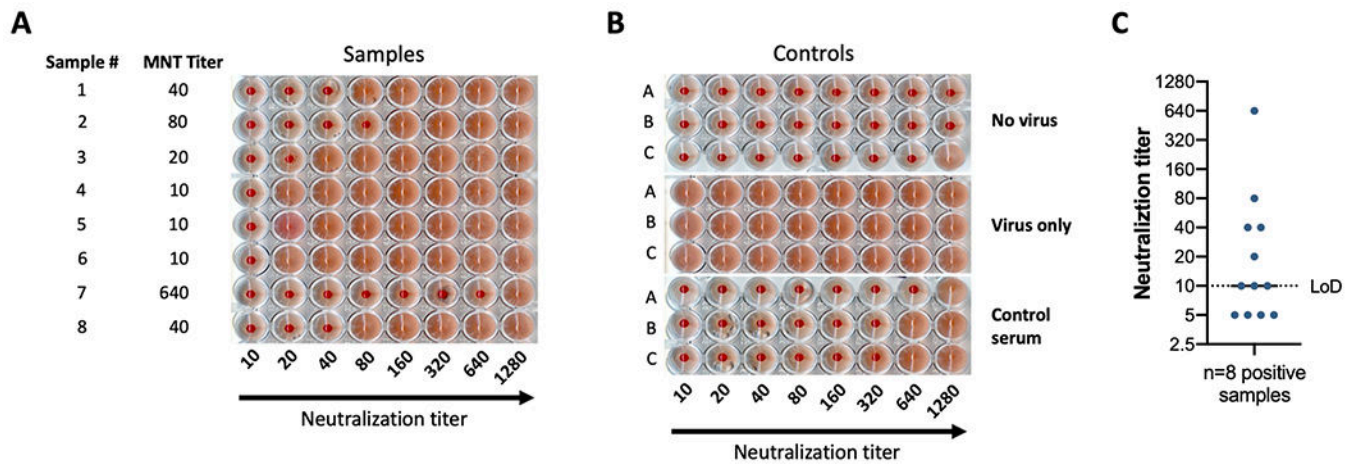 A
Sample # MNT Titer Samples
1 40
2 80
3 20
4 10
5 10
6 10
7 640
8 40
10 20 40 80 160 320 640 1280
Neutralization titer
B
Controls
A
B No virus
C
A
B Virus only
C
A
B Control serum
C
10 20 40 80 160 320 640 1280
Neutralization titer
C
Neutraliztion titer
1280
640
320
160
80
40
20
10 LoD
5
2.5
n=8 positive
samples